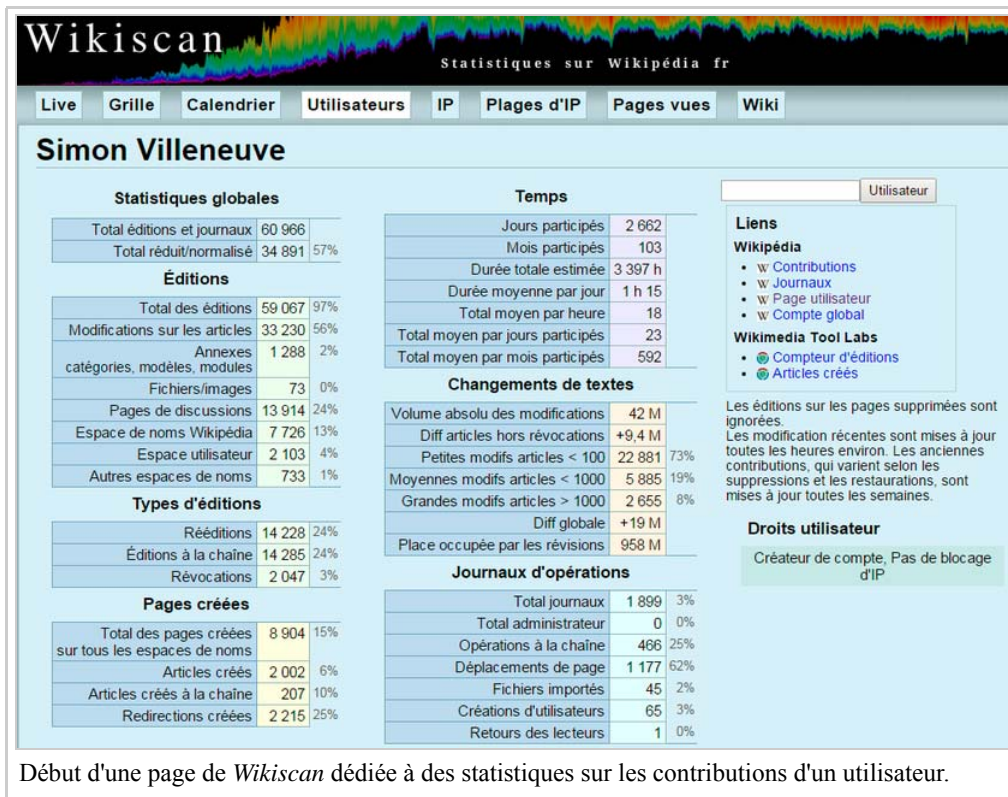 Wikiscan
Statistiques sur Wikipédia fr
Live Grille Calendrier Utilisateurs IP Plages d'IP Pages vues Wiki
Simon Villeneuve
Statistiques globales
Total éditions et journaux 60 966
Total réduit/normalisé 34 891 57%
Éditions
Total des éditions 59 067 97%
Modifications sur les articles 33 230 56%
Annexes 1 288 2%
catégories, modèles, modules
Fichiers/images 73 0%
Pages de discussions 13 914 24%
Espace de noms Wikipédia 7 726 13%
Espace utilisateur 2 103 4%
Autres espaces de noms 733 1%
Types d'éditions
Rééditions 14 228 24%
Éditions à la chaîne 14 285 24%
Révocations 2 047 3%
Pages créées
Total des pages créées 8 904 15%
sur tous les espaces de noms
Articles créés 2 002 6%
Articles créés à la chaîne 207 10%
Redirections créées 2 215 25%
Temps
Jours participés 2 662
Mois participés 103
Durée totale estimée 3 397 h
Durée moyenne par jour 1 h 15
Total moyen par heure 18
Total moyen par jours participés 23
Total moyen par mois participés 592
Changements de textes
Volume absolu des modifications 42 M
Diff articles hors révocations +9,4 M
Petites modifs articles < 100 22 881 73%
Moyennes modifs articles < 1000 5 885 19%
Grandes modifs articles > 1000 2 655 8%
Diff globale +19 M
Place occupée par les révisions 958 M
Journaux d'opérations
Total journaux 1 899 3%
Total administrateur 0 0%
Opérations à la chaîne 466 25%
Déplacements de page 1 177 62%
Fichiers importés 45 2%
Créations d'utilisateurs 65 3%
Retours des lecteurs 1 0%
Utilisateur
Liens
Wikipédia
• W Contributions
• W Journaux
• W Page utilisateur
• W Compte global
Wikimedia Tool Labs
• Compteur d'éditions
• Articles créés
Les éditions sur les pages supprimées sont
ignorées.
Les modification récentes sont mises à jour
toutes les heures environ. Les anciennes
contributions, qui varient selon les
suppressions et les restaurations, sont
mises à jour toutes les semaines.
Droits utilisateur
Créateur de compte, Pas de blocage
d'IP
Début d'une page de Wikiscan dédiée à des statistiques sur les contributions d'un utilisateur.